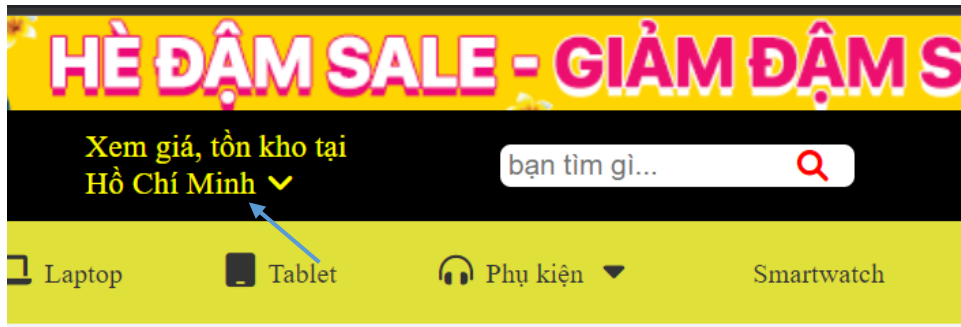 HÈ ĐẬM SALE - GIẢM ĐẬM S
Xem giá, tồn kho tại
Hồ Chí Minh
bạn tìm gì...
Laptop Tablet Phụ kiện Smartwatch